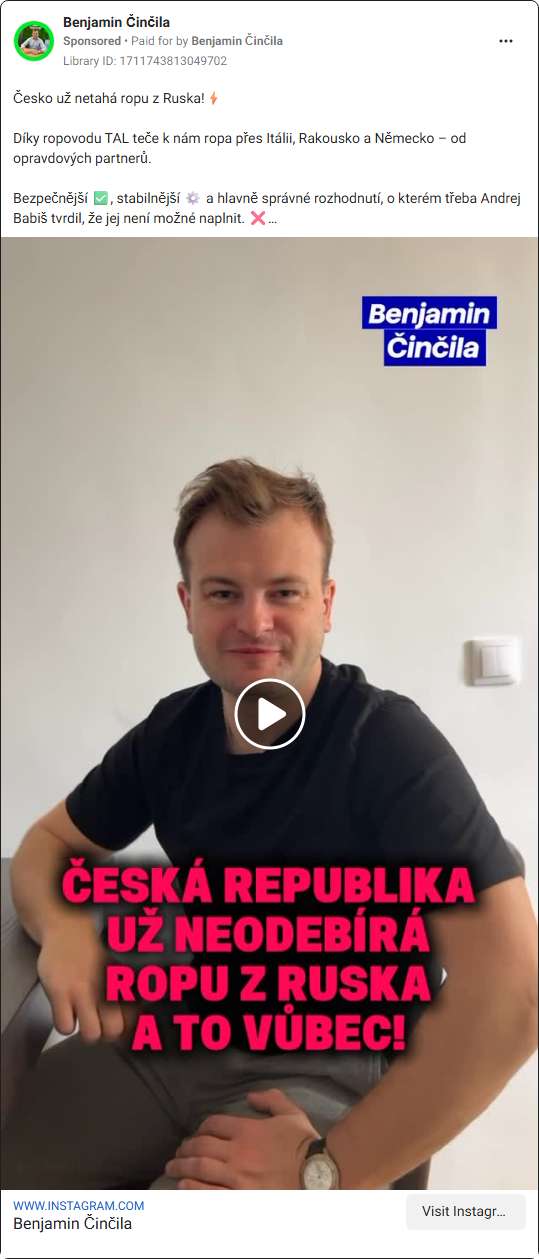 Benjamin Činčila
Sponsored • Paid for by Benjamin Činčila
Library ID: 1711743813049702
Česko už netahá ropu z Ruska!⚡
Díky ropovodu TAL teče k nám ropa přes Itálii, Rakousko a Německo – od
opravdových partnerů.
Bezpečnější ✅, stabilnější ⚙️ a hlavně správné rozhodnutí, o kterém třeba Andrej
Babiš tvrdil, že jej není možné naplnit. ❌...
Benjamin
Činčila
ČESKÁ REPUBLIKA
UŽ NEODEBÍRÁ
ROPU Z RUSKA
A TO VŮBEC!
WWW.INSTAGRAM.COM
Benjamin Činčila
Visit Instagr...